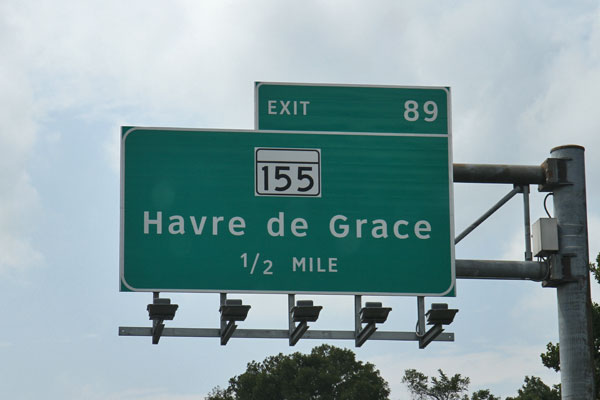 EXIT 89
155
Havre de Grace
1/2 MILE